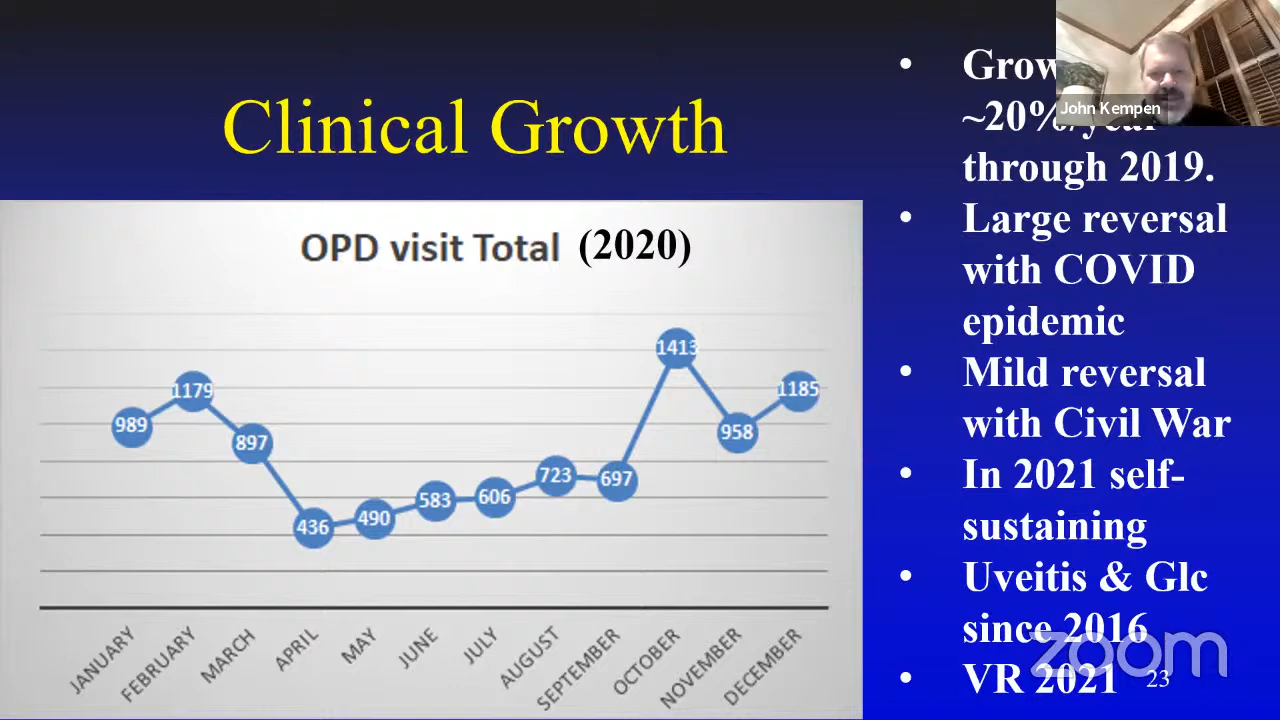 Clinical Growth
OPD visit Total (2020)
1413
1179
1185
989
958
897
723
697
606
583
490
436
JANUARY
FEBRUARY
MARCH
APRIL
MAY
JUNE
JULY
AUGUST
SEPTEMBER
OCTOBER
NOVEMBER
DECEMBER
John Kempen
• 
• ~20%/year
through 2019.
• Large reversal
with COVID
epidemic
• Mild reversal
with Civil War
• In 2021 self-
sustaining
• Uveitis & Glc
since 2016
• VR 2021
23
zoom